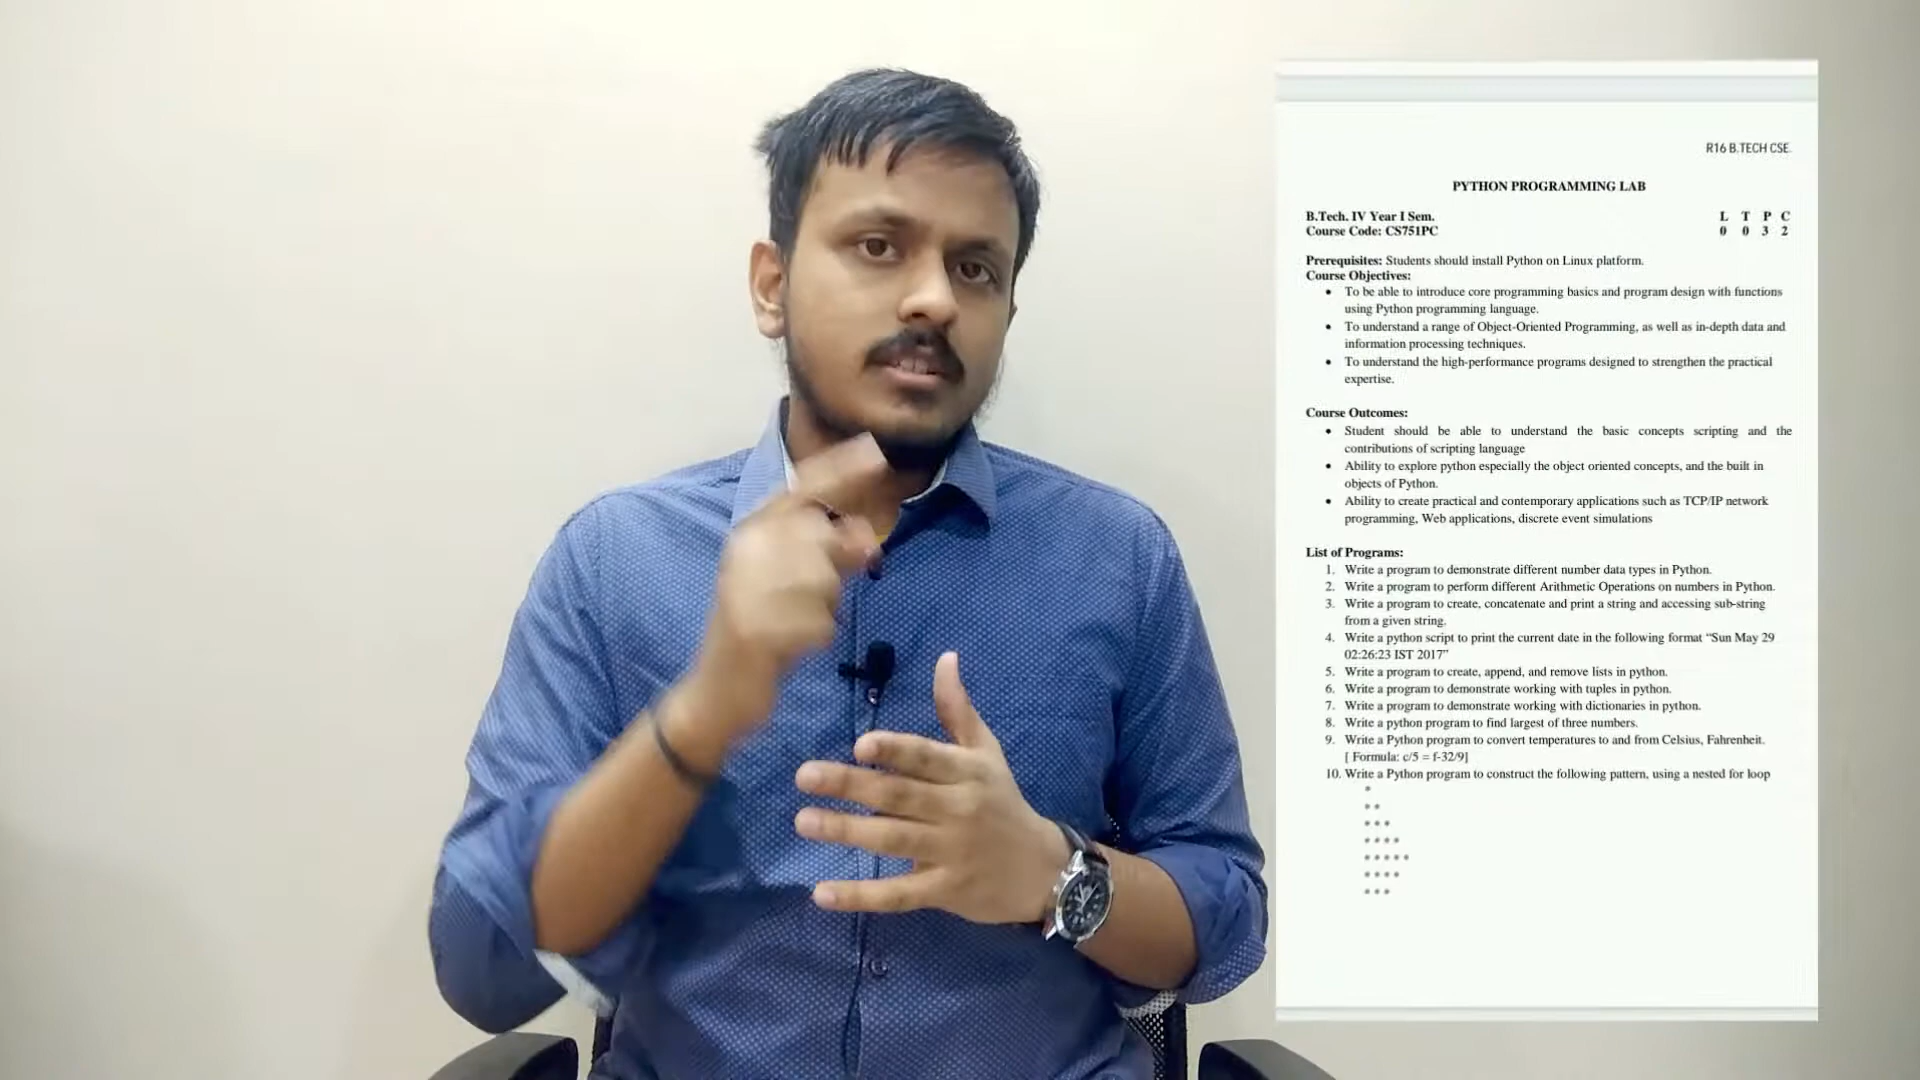 R16 B.TECH CSE.
PYTHON PROGRAMMING LAB
B.Tech. IV Year I Sem. L T P C
Course Code: CS751PC 0 0 3 2
Prerequisites: Students should install Python on Linux platform.
Course Objectives:
• To be able to introduce core programming basics and program design with functions
using Python programming language.
• To understand a range of Object-Oriented Programming, as well as in-depth data and
information processing techniques.
• To understand the high-performance programs designed to strengthen the practical
expertise.
Course Outcomes:
• Student should be able to understand the basic concepts scripting and the
contributions of scripting language
• Ability to explore python especially the object oriented concepts, and the built in
objects of Python.
• Ability to create practical and contemporary applications such as TCP/IP network
programming, Web applications, discrete event simulations
List of Programs:
1. Write a program to demonstrate different number data types in Python.
2. Write a program to perform different Arithmetic Operations on numbers in Python.
3. Write a program to create, concatenate and print a string and accessing sub-string
from a given string.
4. Write a python script to print the current date in the following format “Sun May 29
02:26:23 IST 2017”
5. Write a program to create, append, and remove lists in python.
6. Write a program to demonstrate working with tuples in python.
7. Write a program to demonstrate working with dictionaries in python.
8. Write a python program to find largest of three numbers.
9. Write a Python program to convert temperatures to and from Celsius, Fahrenheit.
[ Formula: c/5 = f-32/9]
10. Write a Python program to construct the following pattern, using a nested for loop
*
* *
* * *
* * * *
* * * * *
* * * *
* * *